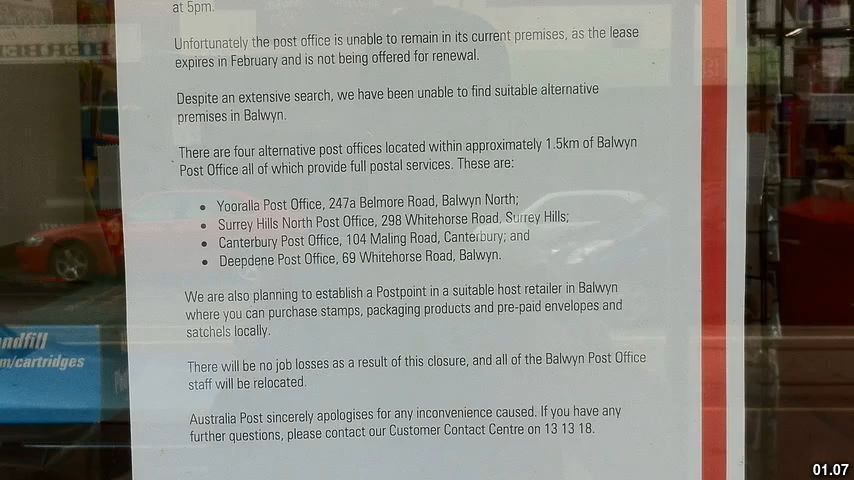 at 5pm.
Unfortunately the post office is unable to remain in its current premises, as the lease
expires in February and is not being offered for renewal.
Despite an extensive search, we have been unable to find suitable alternative
premises in Balwyn.
There are four alternative post offices located within approximately 1.5km of Balwyn
Post Office all of which provide full postal services. These are:
• Yooralla Post Office, 247a Belmore Road, Balwyn North;
• Surrey Hills North Post Office, 298 Whitehorse Road, Surrey Hills;
• Canterbury Post Office, 104 Maling Road, Canterbury; and
• Deepdene Post Office, 69 Whitehorse Road, Balwyn.
We are also planning to establish a Postpoint in a suitable host retailer in Balwyn
where you can purchase stamps, packaging products and pre-paid envelopes and
satchels locally.
There will be no job losses as a result of this closure, and all of the Balwyn Post Office
staff will be relocated.
Australia Post sincerely apologises for any inconvenience caused. If you have any
further questions, please contact our Customer Contact Centre on 13 13 18.
ndfill
m/cartridges
01.07